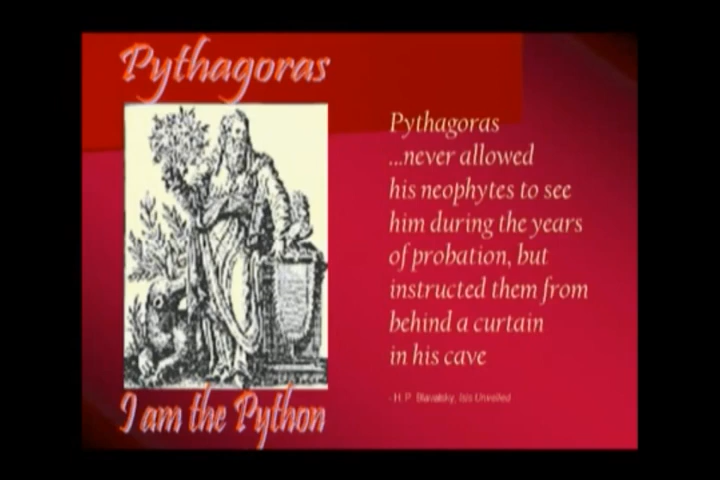 Pythagoras
I am the Python
Pythagoras
...never allowed
his neophytes to see
him during the years
of probation, but
instructed them from
behind a curtain
in his cave
- H. P. Blavatsky, Isis Unveiled